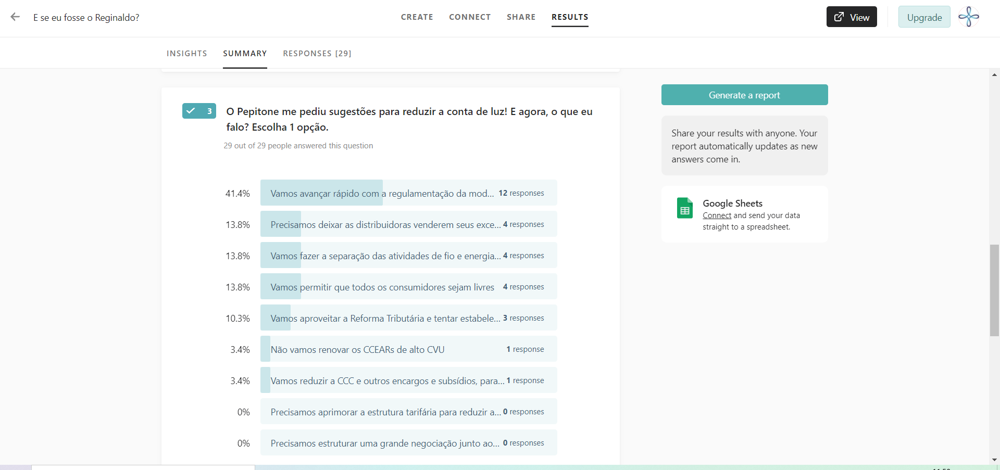 E se eu fosse o Reginaldo?
CREATE CONNECT SHARE RESULTS
View
Upgrade
INSIGHTS SUMMARY RESPONSES [29]
3 O Pepitone me pediu sugestões para reduzir a conta de luz! E agora, o que eu
falo? Escolha 1 opção.
29 out of 29 people answered this question
41.4% Vamos avançar rápido com a regulamentação da mod... 12 responses
13.8% Precisamos deixar as distribuidoras venderem seus exce... 4 responses
13.8% Vamos fazer a separação das atividades de fio e energia... 4 responses
13.8% Vamos permitir que todos os consumidores sejam livres 4 responses
10.3% Vamos aproveitar a Reforma Tributária e tentar estabele... 3 responses
3.4% Não vamos renovar os CCEARs de alto CVU 1 response
3.4% Vamos reduzir a CCC e outros encargos e subsídios, para... 1 response
0% Precisamos aprimorar a estrutura tarifária para reduzir a... 0 responses
0% Precisamos estruturar uma grande negociação junto ao... 0 responses
Generate a report
Share your results with anyone. Your
report automatically updates as new
answers come in.
Google Sheets
Connect and send your data
straight to a spreadsheet.